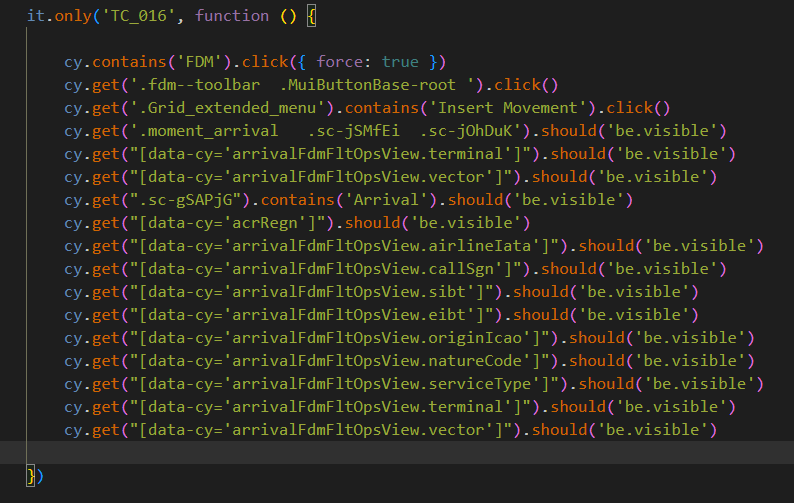 it.only('TC_016', function () {
cy.contains('FDM').click({ force: true })
cy.get('.fdm--toolbar  .MuiButtonBase-root ').click()
cy.get('.Grid_extended_menu').contains('Insert Movement').click()
cy.get('.moment_arrival   .sc-jSMfEi  .sc-jOhDuK').should('be.visible')
cy.get("[data-cy='arrivalFdmFltOpsView.terminal']").should('be.visible')
cy.get("[data-cy='arrivalFdmFltOpsView.vector']").should('be.visible')
cy.get(".sc-gSAPjG").contains('Arrival').should('be.visible')
cy.get("[data-cy='acrRegn']").should('be.visible')
cy.get("[data-cy='arrivalFdmFltOpsView.airlineIata']").should('be.visible')
cy.get("[data-cy='arrivalFdmFltOpsView.callSgn']").should('be.visible')
cy.get("[data-cy='arrivalFdmFltOpsView.sibt']").should('be.visible')
cy.get("[data-cy='arrivalFdmFltOpsView.eibt']").should('be.visible')
cy.get("[data-cy='arrivalFdmFltOpsView.originIcao']").should('be.visible')
cy.get("[data-cy='arrivalFdmFltOpsView.natureCode']").should('be.visible')
cy.get("[data-cy='arrivalFdmFltOpsView.serviceType']").should('be.visible')
cy.get("[data-cy='arrivalFdmFltOpsView.terminal']").should('be.visible')
cy.get("[data-cy='arrivalFdmFltOpsView.vector']").should('be.visible')
})